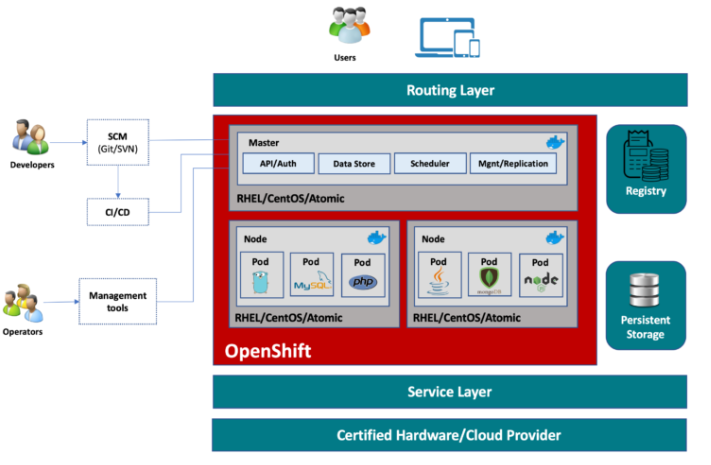 Users
Routing Layer
Developers
SCM
(Git/SVN)
CI/CD
Operators
Management
tools
Master
API/Auth
Data Store
Scheduler
Mgnt/Replication
RHEL/CentOS/Atomic
Node
Pod
Pod
MySQL
Pod
php
RHEL/CentOS/Atomic
Node
Pod
Java
Pod
mongoDB
Pod
node
RHEL/CentOS/Atomic
OpenShift
Registry
Persistent
Storage
Service Layer
Certified Hardware/Cloud Provider